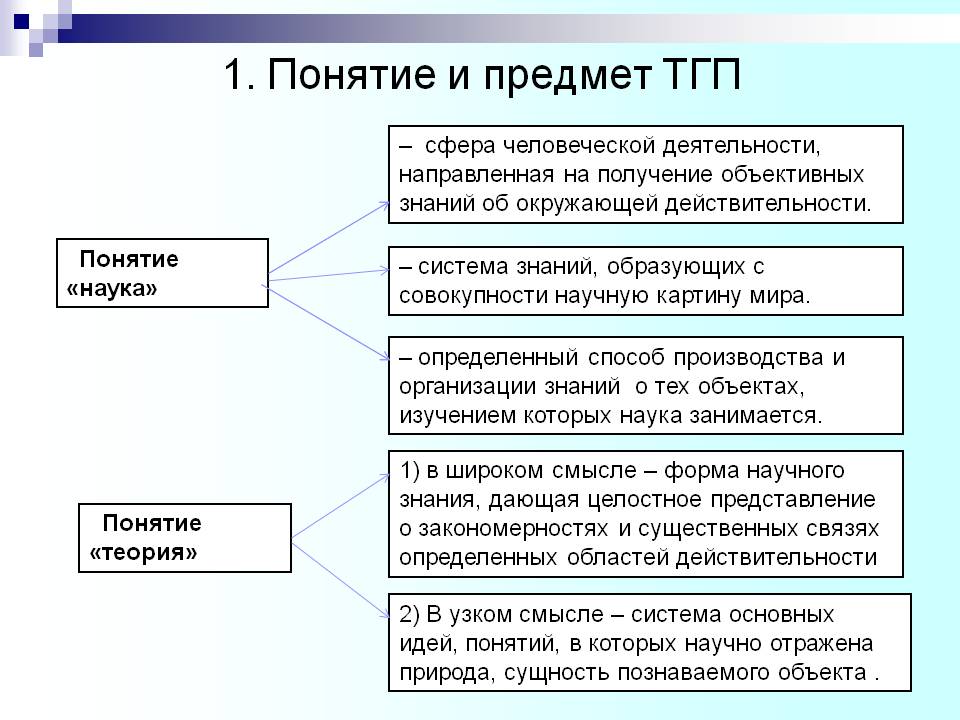 1. Понятие и предмет ТГП
– сфера человеческой деятельности,
направленная на получение объективных
знаний об окружающей действительности.
Понятие
«наука»
– система знаний, образующих с
совокупности научную картину мира.
– определенный способ производства и
организации знаний о тех объектах,
изучением которых наука занимается.
1) в широком смысле – форма научного
знания, дающая целостное представление
о закономерностях и существенных связях
определенных областей действительности
Понятие
«теория»
2) В узком смысле – система основных
идей, понятий, в которых научно отражена
природа, сущность познаваемого объекта .